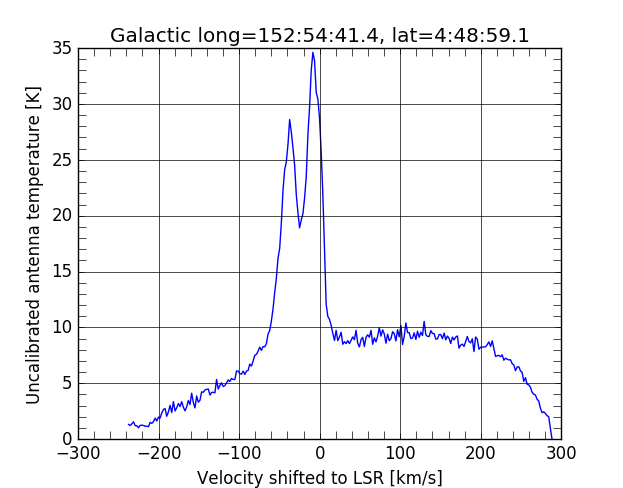 Galactic long=152:54:41.4, lat=4:48:59.1
Uncalibrated antenna temperature [K]
35
30
25
20
15
10
5
0
−300 −200 −100 0 100 200 300
Velocity shifted to LSR [km/s]